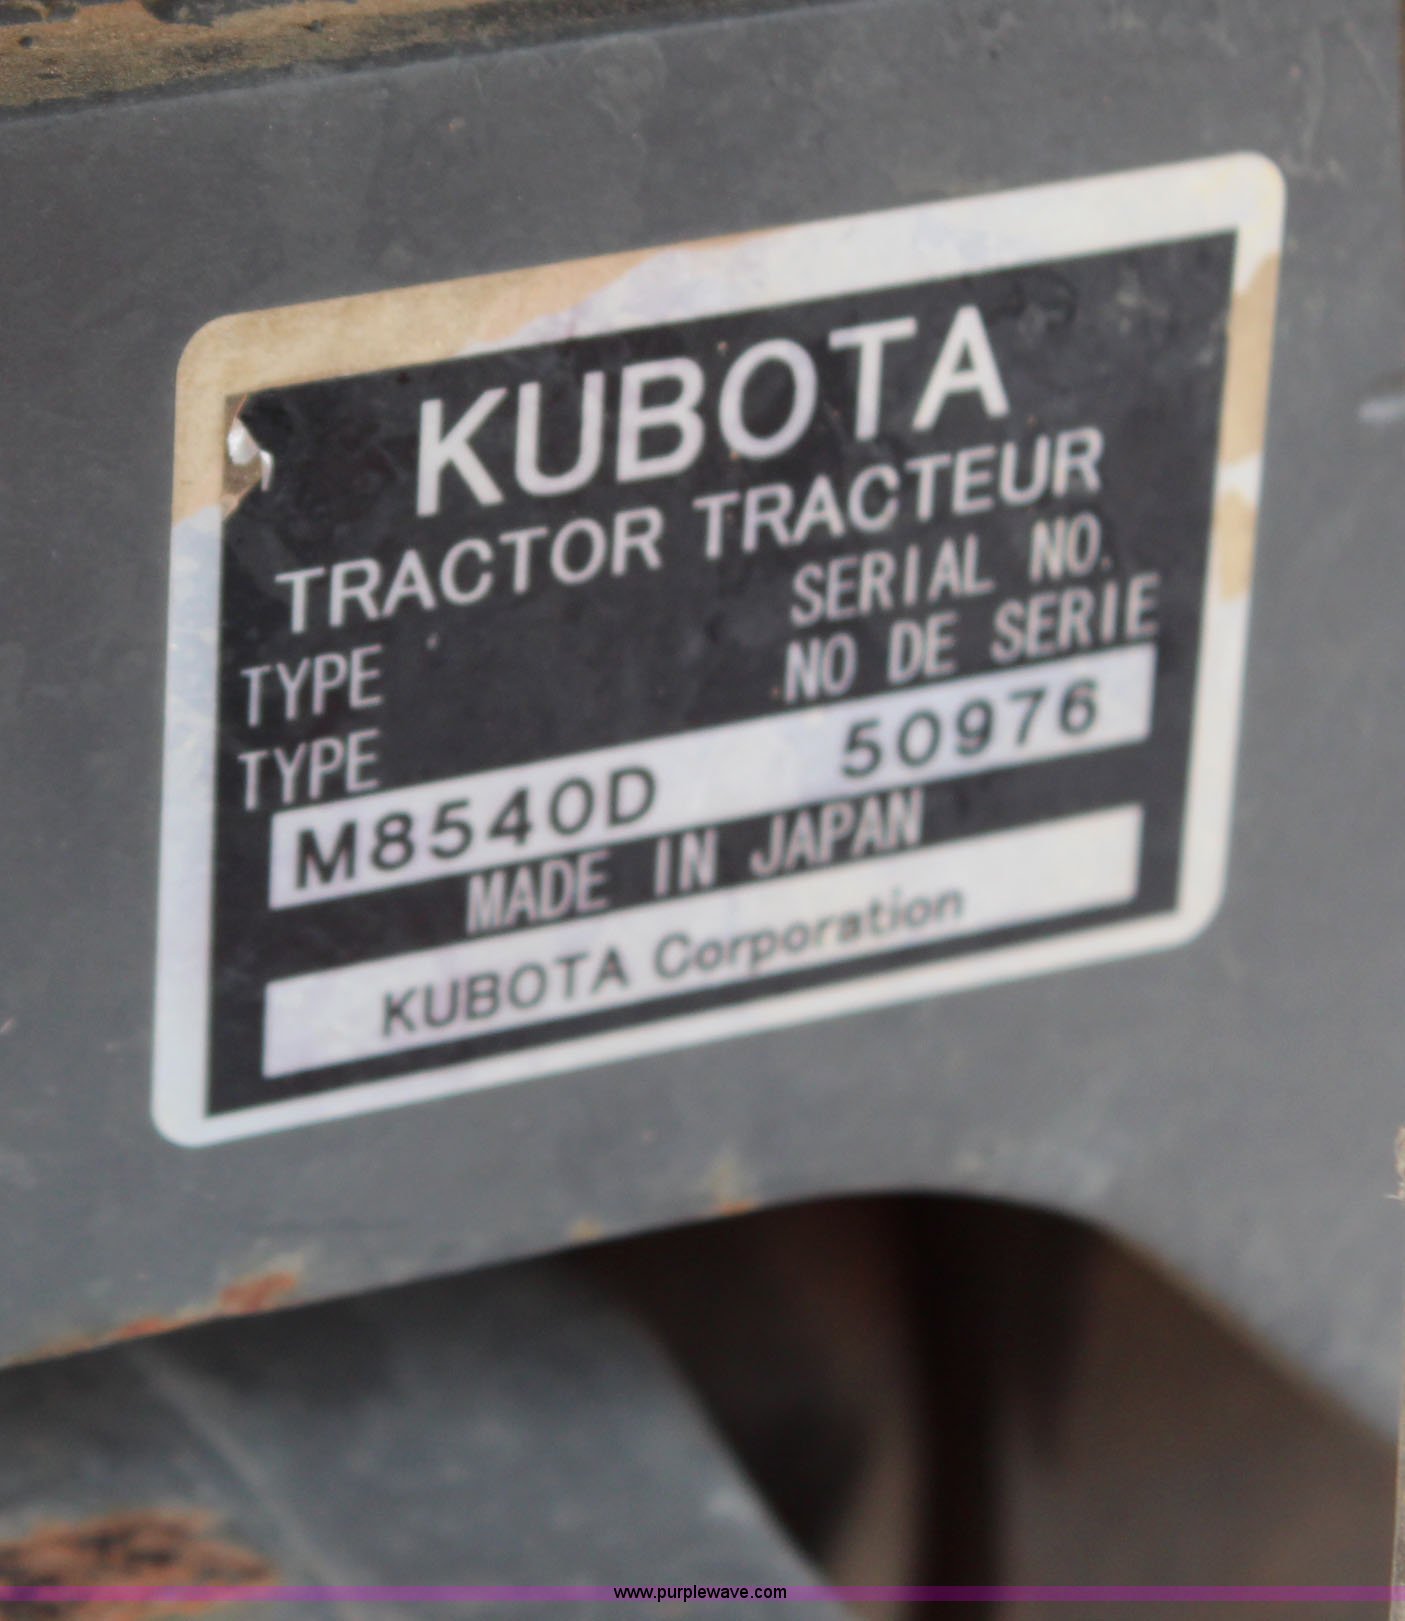 KUBOTA
TRACTOR TRACTEUR
SERIAL NO.
TYPE NO DE SERIE
TYPE
M8540D 50976
MADE IN JAPAN
KUBOTA Corporation
www.purplewave.com